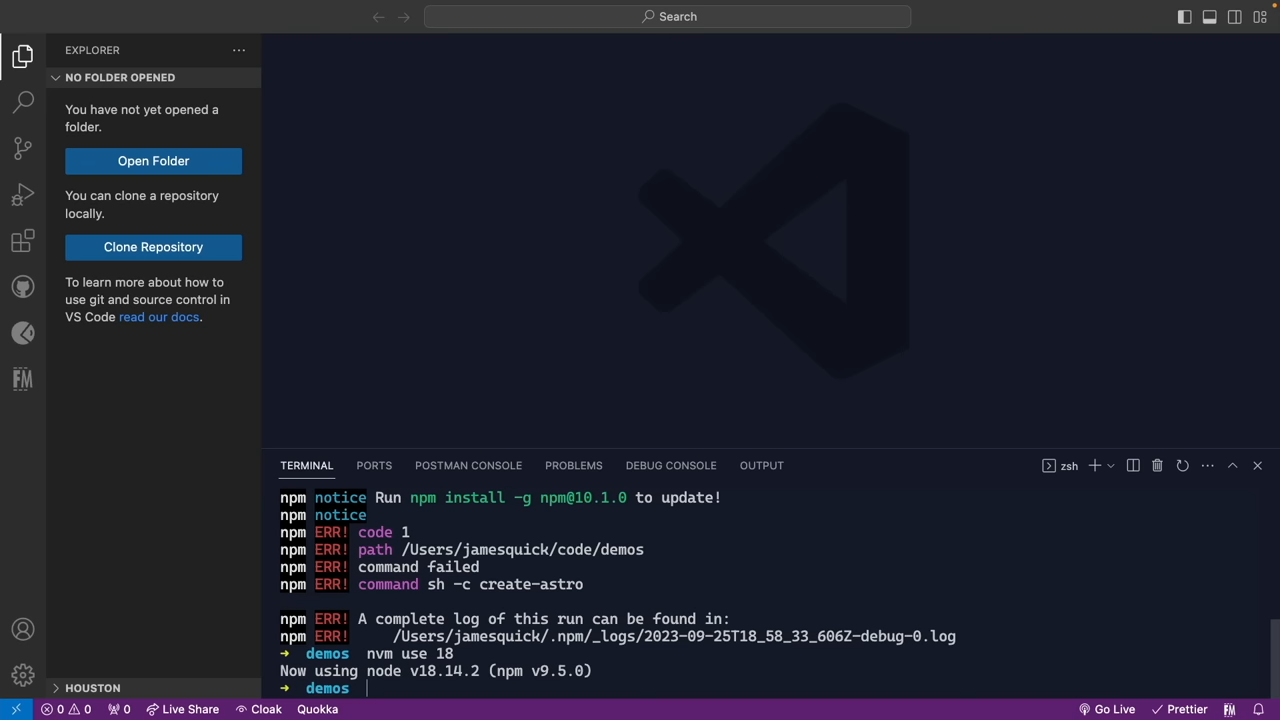 Search
EXPLORER
NO FOLDER OPENED
You have not yet opened a
folder.
Open Folder
You can clone a repository
locally.
Clone Repository
To learn more about how to
use git and source control in
VS Code read our docs.
FM
HOUSTON
TERMINAL PORTS POSTMAN CONSOLE PROBLEMS DEBUG CONSOLE OUTPUT
zsh
npm notice Run npm install -g npm@10.1.0 to update!
npm notice
npm ERR! code 1
npm ERR! path /Users/jamesquick/code/demos
npm ERR! command failed
npm ERR! command sh -c create-astro
npm ERR! A complete log of this run can be found in:
npm ERR!     /Users/jamesquick/.npm/_logs/2023-09-25T18_58_33_606Z-debug-0.log
➜  demos  nvm use 18
Now using node v18.14.2 (npm v9.5.0)
➜  demos
0 0 0 Live Share Cloak Quokka Go Live Prettier FM